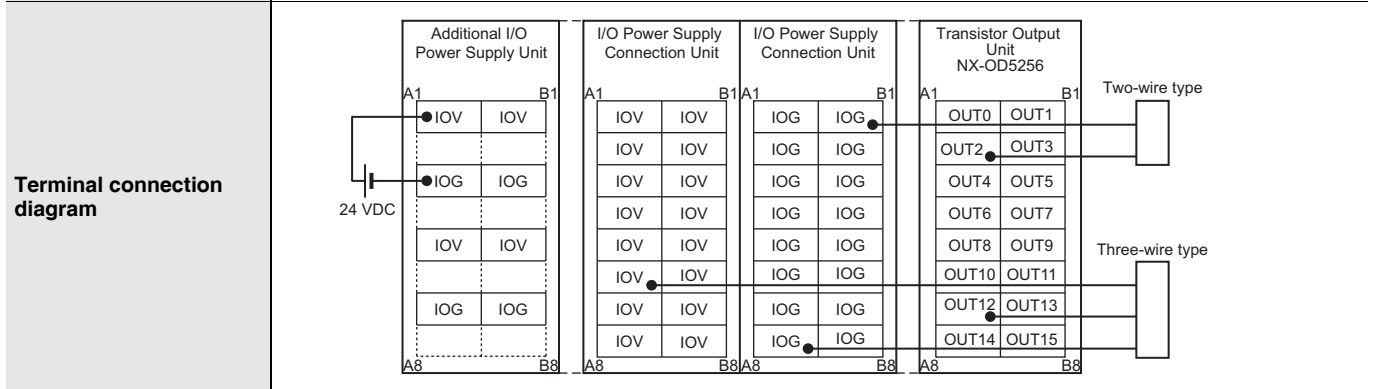 Terminal connection
diagram
Additional I/O
Power Supply Unit
I/O Power Supply
Connection Unit
I/O Power Supply
Connection Unit
Transistor Output
Unit
NX-OD5256
A1 B1 A1 B1 A1 B1 A1 B1
Two-wire type
IOV IOV IOV IOV IOG IOG OUT0 OUT1
IOV IOV IOG IOG OUT2 OUT3
IOG IOG IOV IOV IOG IOG OUT4 OUT5
24 VDC
IOV IOV IOG IOG OUT6 OUT7
IOV IOV IOV IOV IOG IOG OUT8 OUT9
Three-wire type
IOV IOV IOG IOG OUT10 OUT11
IOG IOG IOV IOV IOG IOG OUT12 OUT13
IOV IOV IOG IOG OUT14 OUT15
A8 B8 A8 B8 A8 B8 A8 B8